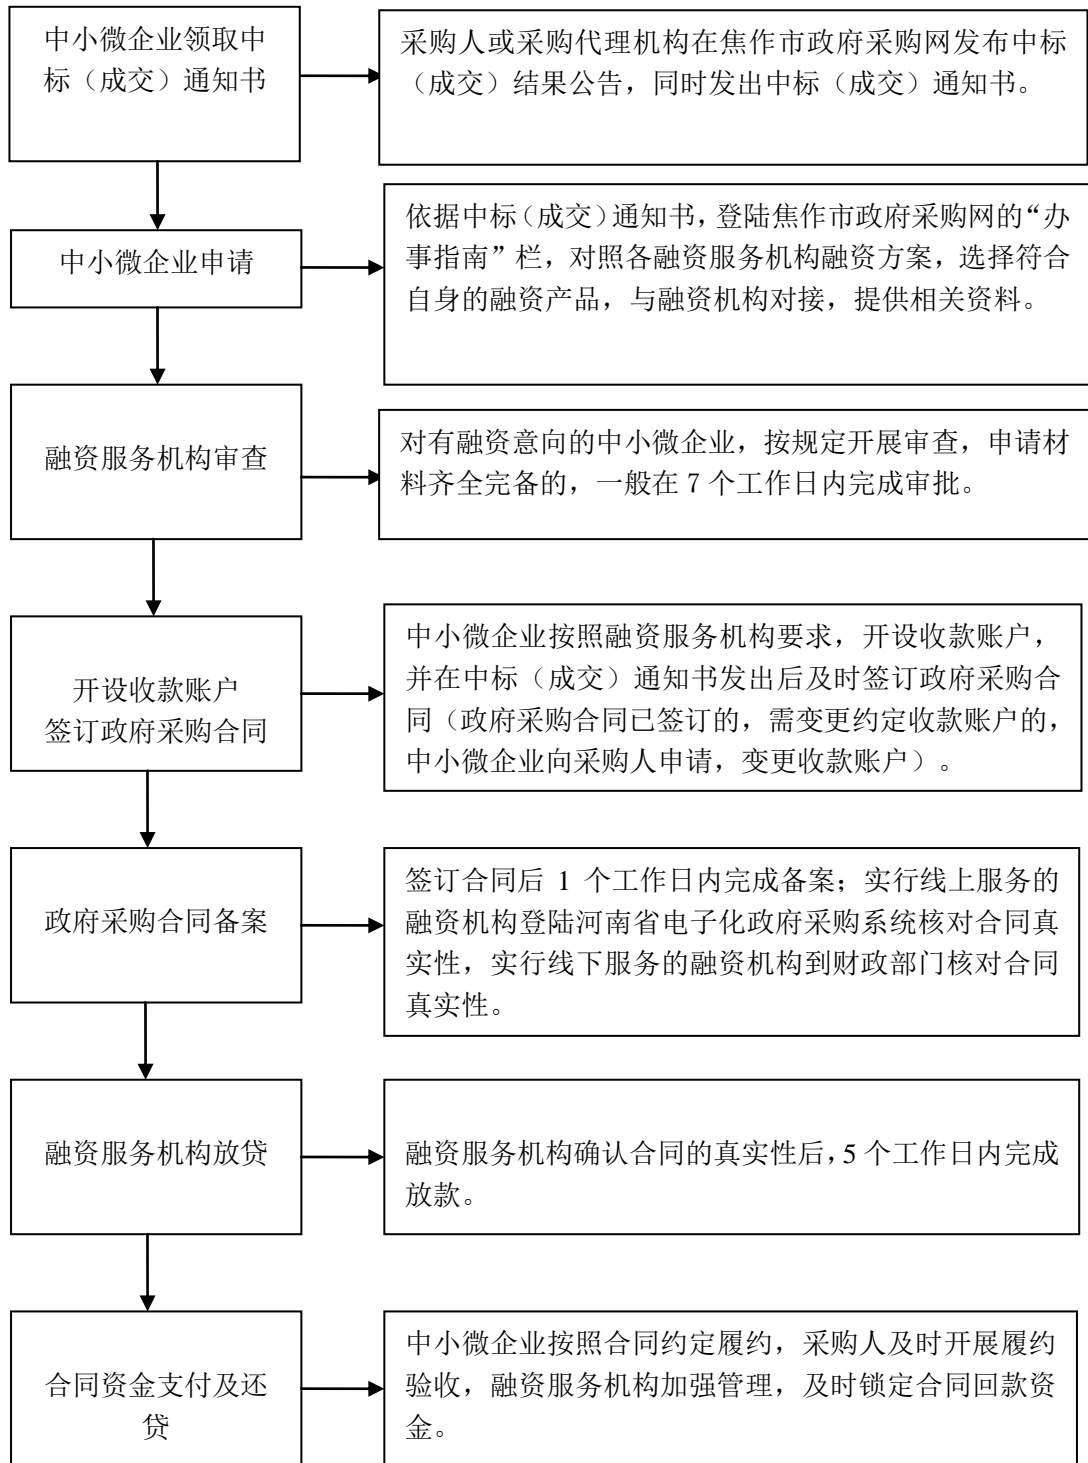 中小微企业领取中
标（成交）通知书
采购人或采购代理机构在焦作市政府采购网发布中标
（成交）结果公告，同时发出中标（成交）通知书。
中小微企业申请
依据中标（成交）通知书，登陆焦作市政府采购网的“办
事指南”栏，对照各融资服务机构融资方案，选择符合
自身的融资产品，与融资机构对接，提供相关资料。
融资服务机构审查
对有融资意向的中小微企业，按规定开展审查，申请材
料齐全完备的，一般在 7 个工作日内完成审批。
开设收款账户
签订政府采购合同
中小微企业按照融资服务机构要求，开设收款账户，
并在中标（成交）通知书发出后及时签订政府采购合
同（政府采购合同已签订的，需变更约定收款账户的，
中小微企业向采购人申请，变更收款账户）。
政府采购合同备案
签订合同后 1 个工作日内完成备案；实行线上服务的
融资机构登陆河南省电子化政府采购系统核对合同真
实性，实行线下服务的融资机构到财政部门核对合同
真实性。
融资服务机构放贷
融资服务机构确认合同的真实性后，5 个工作日内完成
放款。
合同资金支付及还
贷
中小微企业按照合同约定履约，采购人及时开展履约
验收，融资服务机构加强管理，及时锁定合同回款资
金。